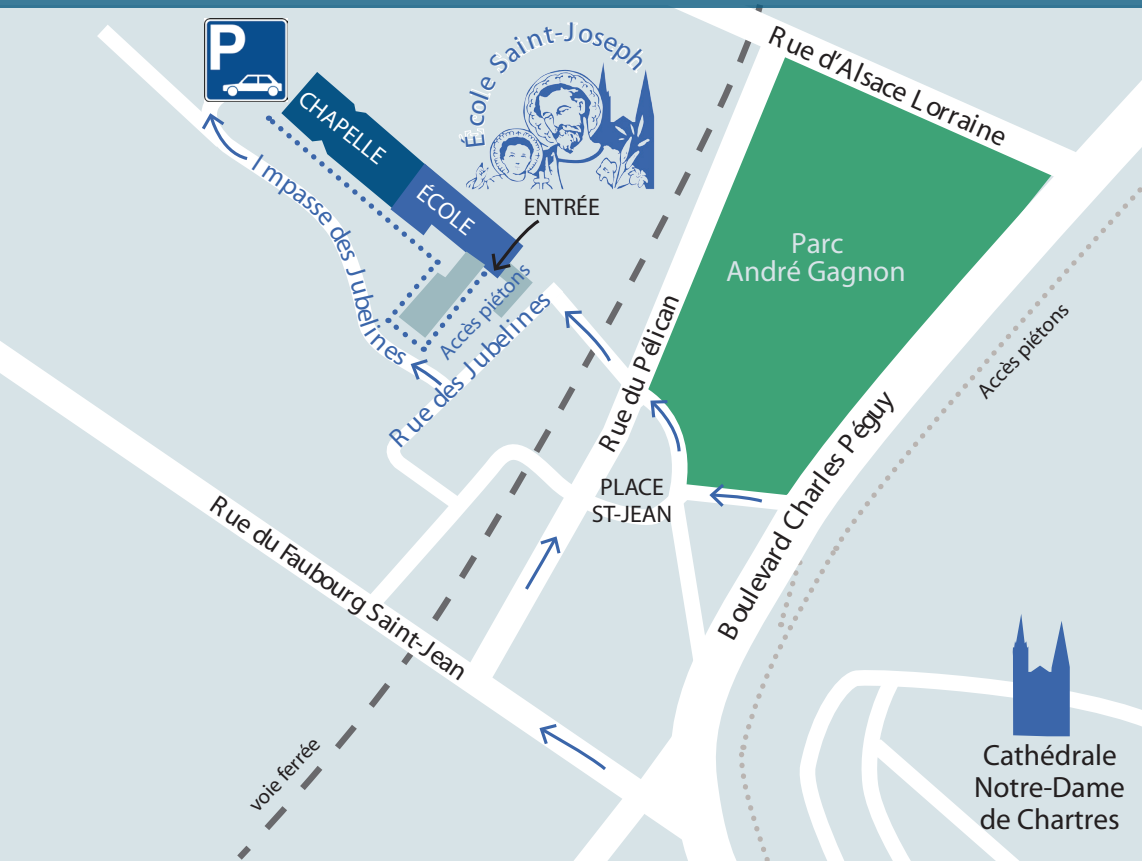 P
École Saint-Joseph
Rue d'Alsace Lorraine
CHAPELLE
ÉCOLE
ENTRÉE
Impasse des Jubelines
Accès piétons
Rue des Jubelines
Parc
André Gagnon
Rue du Pélican
Accès piétons
Boulevard Charles Péguy
PLACE
ST-JEAN
Rue du Faubourg Saint-Jean
voie ferrée
Cathédrale
Notre-Dame
de Chartres